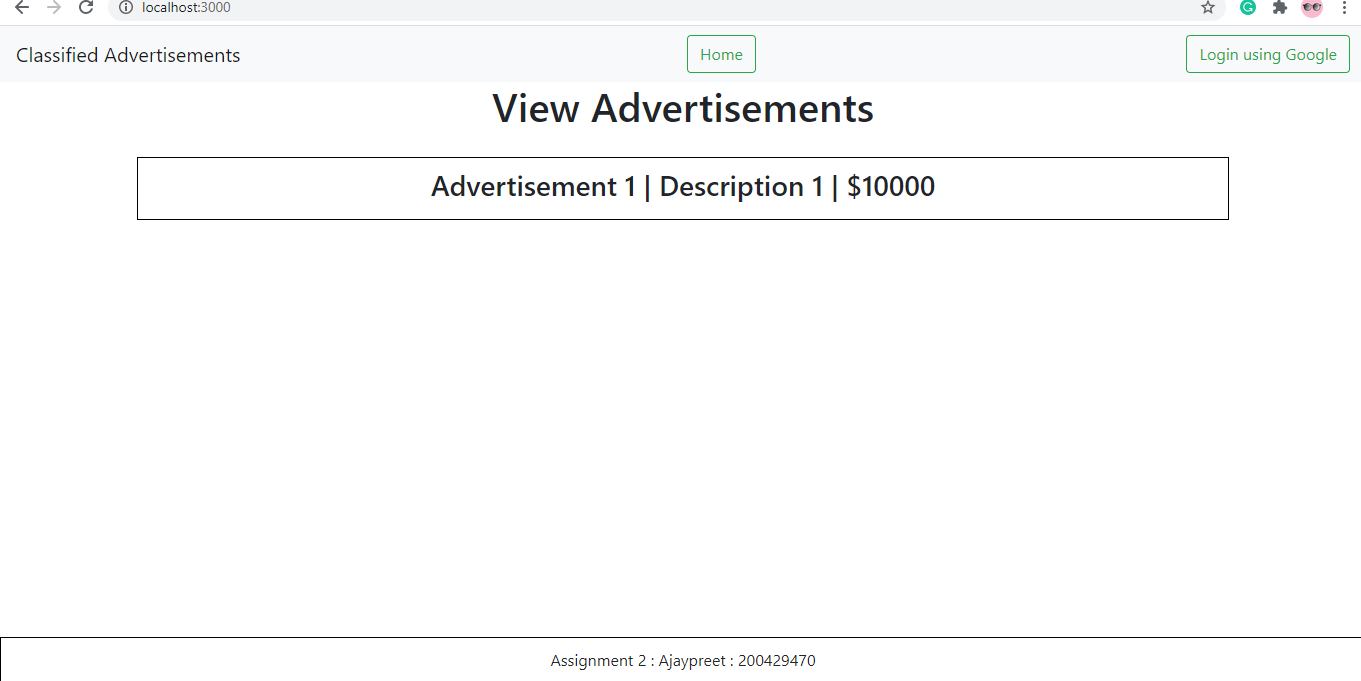 localhost:3000
Classified Advertisements
Home
Login using Google
View Advertisements
Advertisement 1 | Description 1 | $10000
Assignment 2 : Ajaypreet : 200429470